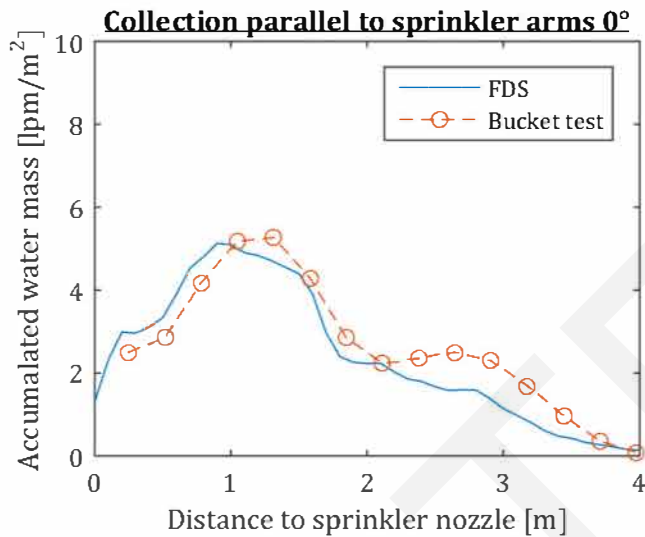 Collection parallel to sprinkler arms 0°
Accumalated water mass [lpm/m²]
10
8
6
4
2
0
FDS
Bucket test
0 1 2 3 4
Distance to sprinkler nozzle [m]